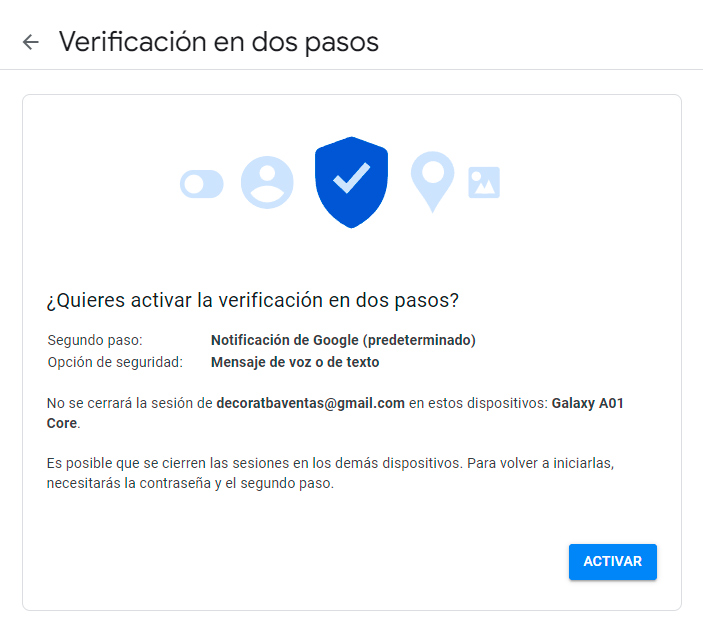 Verificación en dos pasos
¿Quieres activar la verificación en dos pasos?
Segundo paso: Notificación de Google (predeterminado)
Opción de seguridad: Mensaje de voz o de texto
No se cerrará la sesión de decoratbaventas@gmail.com en estos dispositivos: Galaxy A01
Core.
Es posible que se cierren las sesiones en los demás dispositivos. Para volver a iniciarlas,
necesitarás la contraseña y el segundo paso.
ACTIVAR